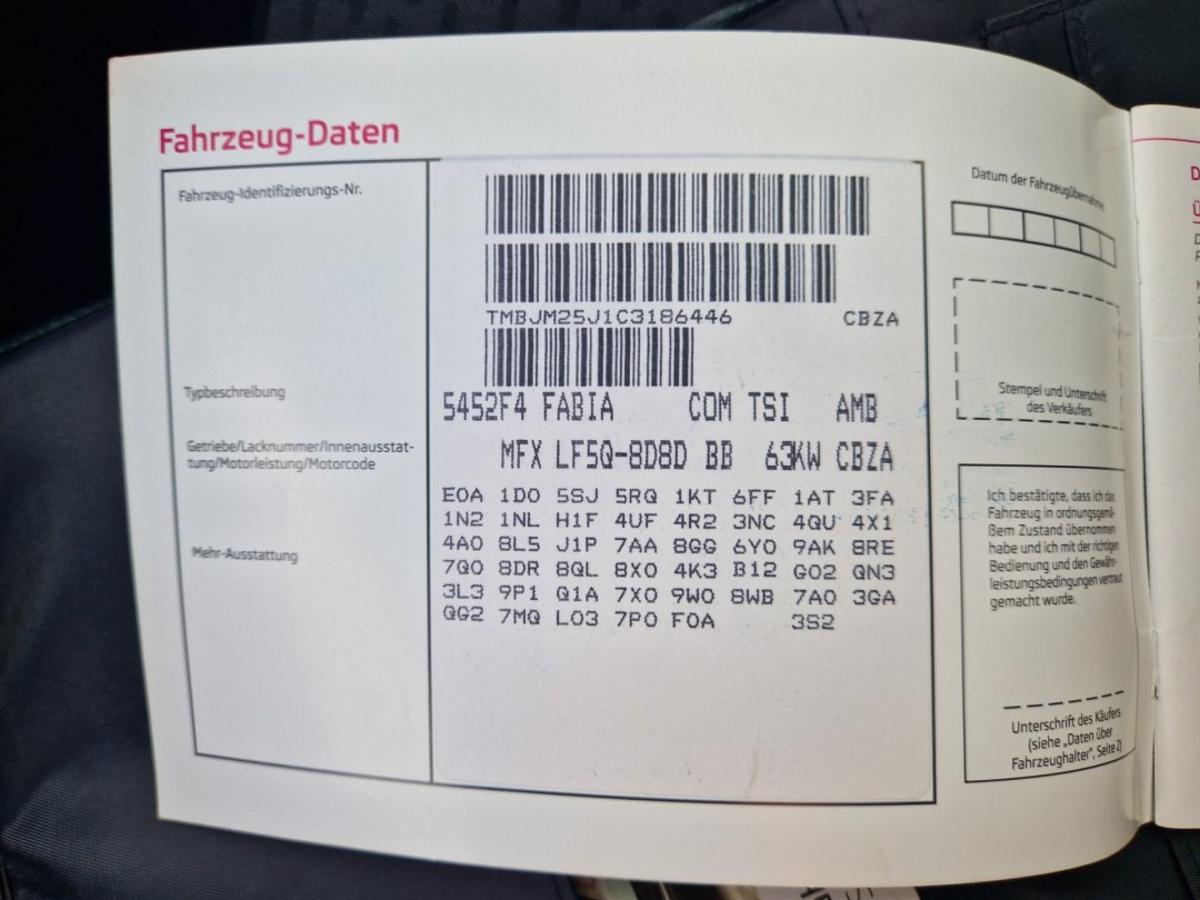 Fahrzeug-Daten
Fahrzeug-Identifizierungs-Nr.
TMBJM25J1C3186446 CBZA
Typbeschreibung
5452F4 FABIA COM TSI AMB
Getriebe/Lacknummer/Innenausstat-
tung/Motorleistung/Motorcode
MFX LF5Q-8D8D BB 63KW CBZA
Mehr-Ausstattung
E0A 1D0 5SJ 5RQ 1KT 6FF 1AT 3FA
1N2 1NL H1F 4UF 4R2 3NC 4QU 4X1
4A0 8L5 J1P 7AA 8GG 6Y0 9AK 8RE
7Q0 8DR 8QL 8X0 4K3 B12 G02 QN3
3L3 9P1 Q1A 7X0 9W0 8WB 7A0 3GA
QG2 7MQ L03 7P0 F0A 3S2
Datum der Fahrzeugübernahme
Stempel und Unterschrift
des Verkäufers
Ich bestätigte, dass ich das
Fahrzeug in ordnungsgemä-
ßem Zustand übernommen
habe und ich mit der richtigen
Bedienung und den Gewähr-
leistungsbedingungen vertraut
gemacht wurde.
Unterschrift des Käufers
(siehe „Daten über
Fahrzeughalter", Seite 2)